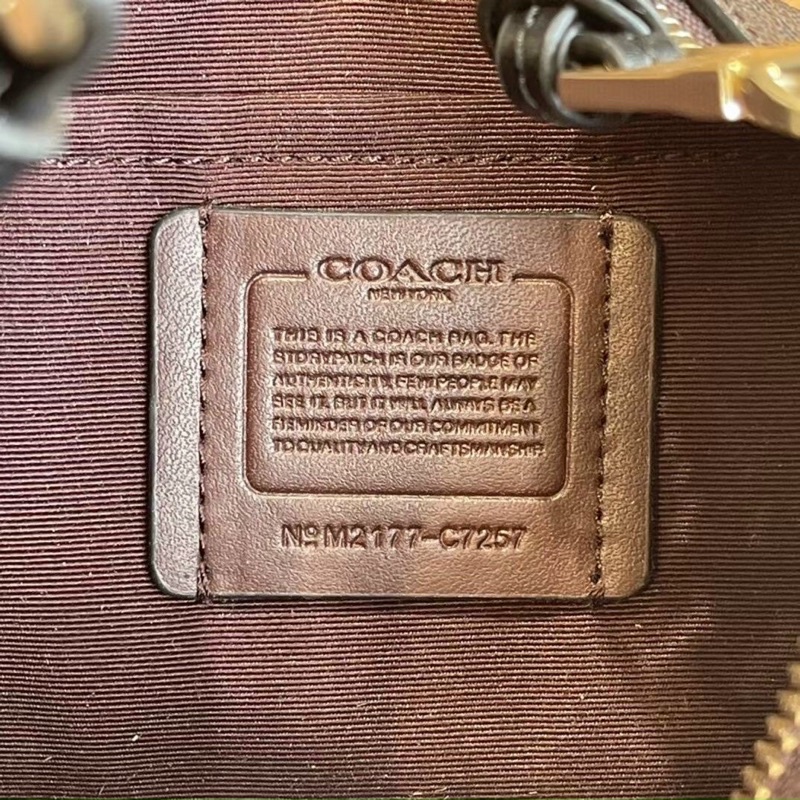 COACH
NEW YORK
THIS IS A COACH BAG. THE
STORYPATCH IS OUR BADGE OF
AUTHENTICITY. FEW PEOPLE MAY
SEE IT. BUT IT WILL ALWAYS BE A
REMINDER OF OUR COMMITMENT
TO QUALITY AND CRAFTSMANSHIP.
Nº M2177-C7257